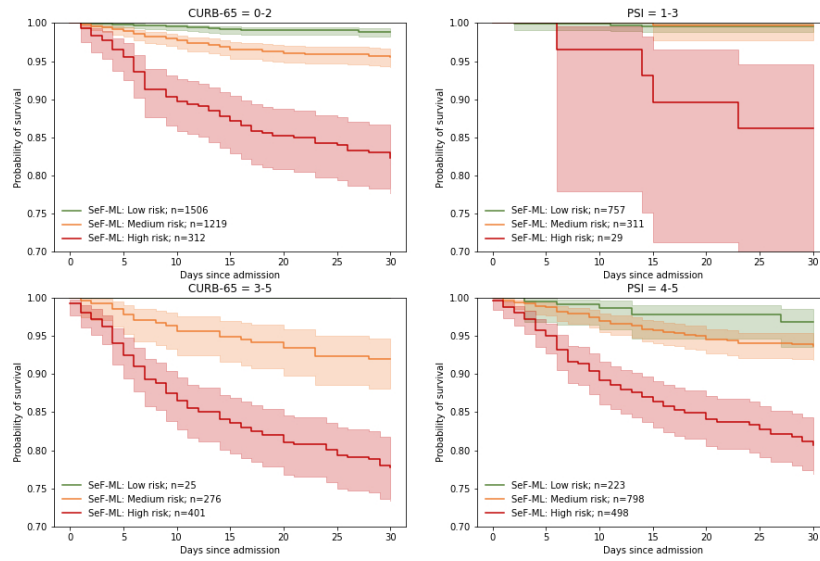 CURB-65 = 0-2
1.00
0.95
0.90
0.85
0.80
0.75
0.70
Probability of survival
SeF-ML: Low risk; n=1506
SeF-ML: Medium risk; n=1219
SeF-ML: High risk; n=312
0 5 10 15 20 25 30
Days since admission
PSI = 1-3
1.00
0.95
0.90
0.85
0.80
0.75
0.70
Probability of survival
SeF-ML: Low risk; n=757
SeF-ML: Medium risk; n=311
SeF-ML: High risk; n=29
0 5 10 15 20 25 30
Days since admission
CURB-65 = 3-5
1.00
0.95
0.90
0.85
0.80
0.75
0.70
Probability of survival
SeF-ML: Low risk; n=25
SeF-ML: Medium risk; n=276
SeF-ML: High risk; n=401
0 5 10 15 20 25 30
Days since admission
PSI = 4-5
1.00
0.95
0.90
0.85
0.80
0.75
0.70
Probability of survival
SeF-ML: Low risk; n=223
SeF-ML: Medium risk; n=798
SeF-ML: High risk; n=498
0 5 10 15 20 25 30
Days since admission